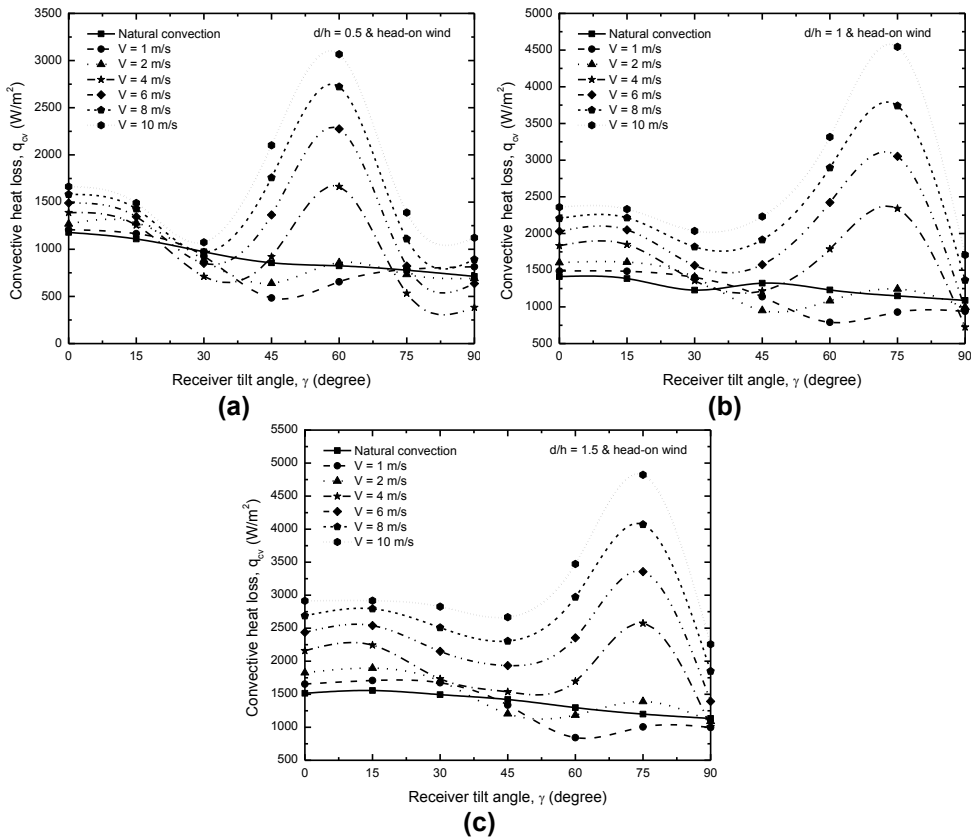 3500
3000
2500
2000
1500
1000
500
0
Convective heat loss, q_cv (W/m²)
Natural convection
V = 1 m/s
V = 2 m/s
V = 4 m/s
V = 6 m/s
V = 8 m/s
V = 10 m/s
d/h = 0.5 & head-on wind
0 15 30 45 60 75 90
Receiver tilt angle, γ (degree)
(a)
5000
4500
4000
3500
3000
2500
2000
1500
1000
500
Convective heat loss, q_cv (W/m²)
Natural convection
V = 1 m/s
V = 2 m/s
V = 4 m/s
V = 6 m/s
V = 8 m/s
V = 10 m/s
d/h = 1 & head-on wind
0 15 30 45 60 75 90
Receiver tilt angle, γ (degree)
(b)
5500
5000
4500
4000
3500
3000
2500
2000
1500
1000
500
Convective heat loss, q_cv (W/m²)
Natural convection
V = 1 m/s
V = 2 m/s
V = 4 m/s
V = 6 m/s
V = 8 m/s
V = 10 m/s
d/h = 1.5 & head-on wind
0 15 30 45 60 75 90
Receiver tilt angle, γ (degree)
(c)